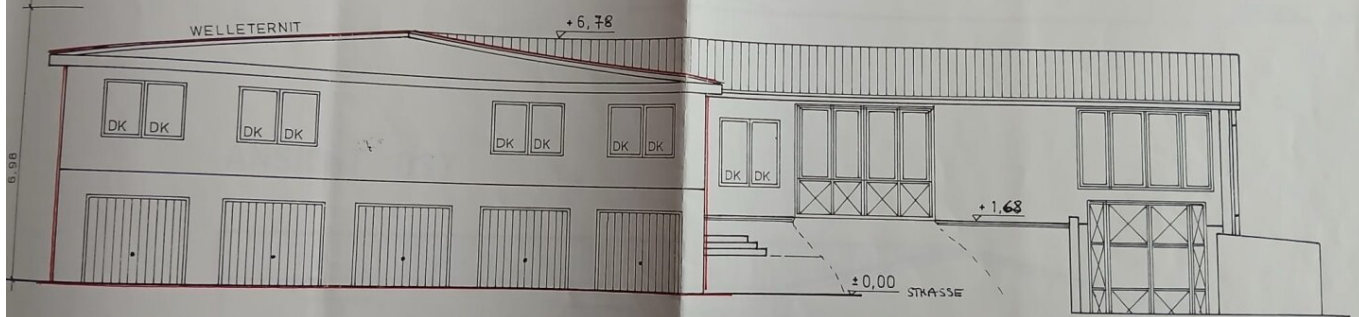 WELLETERNIT
+6,78
DK DK
DK DK
DK DK
DK DK
DK DK
6,98
+1,68
±0,00 STRASSE